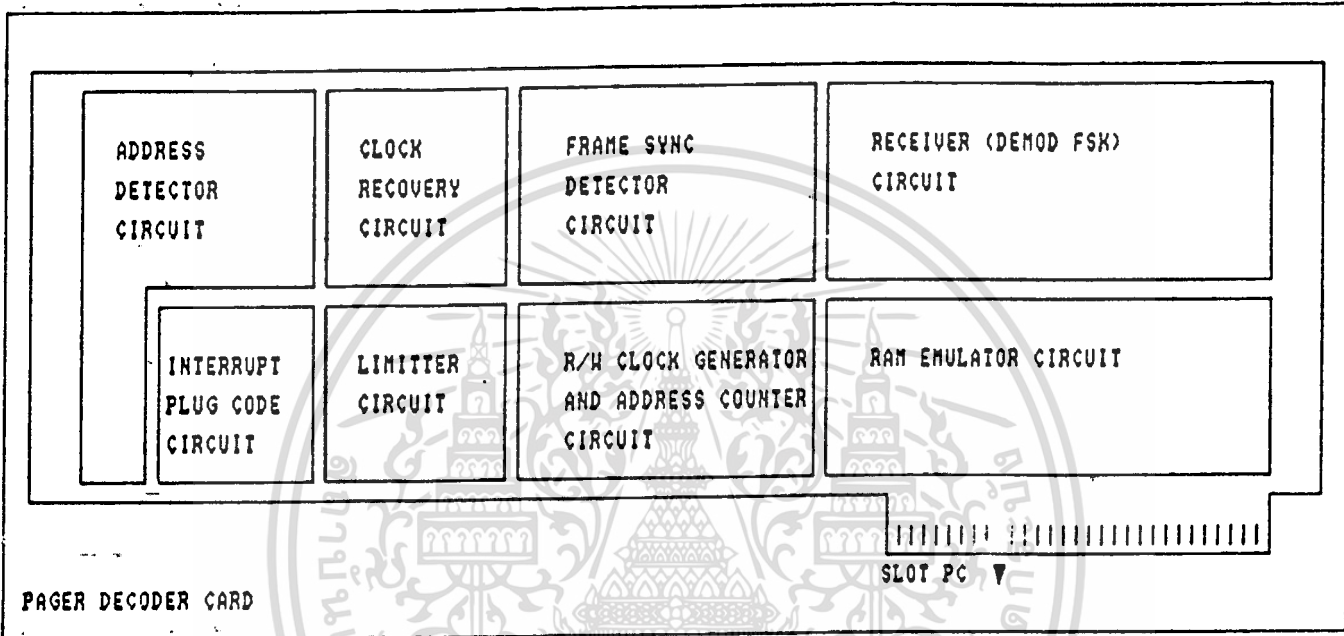 ADDRESS
DETECTOR
CIRCUIT
CLOCK
RECOVERY
CIRCUIT
FRAME SYNC
DETECTOR
CIRCUIT
RECEIVER (DEMOD FSK)
CIRCUIT
INTERRUPT
PLUG CODE
CIRCUIT
LIMITTER
CIRCUIT
R/W CLOCK GENERATOR
AND ADDRESS COUNTER
CIRCUIT
RAM EMULATOR CIRCUIT
SLOT PC
PAGER DECODER CARD